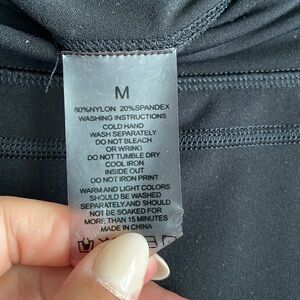 M
80%NYLON 20%SPANDEX
WASHING INSTRUCTIONS
COLD HAND
WASH SEPARATELY
DO NOT BLEACH
OR WRING
DO NOT TUMBLE DRY
COOL IRON
INSIDE OUT
DO NOT IRON PRINT
WARM AND LIGHT COLORS
SHOULD BE WASHED
SEPARATELY,AND SHOULD
NOT BE SOAKED FOR
MORE THAN 15 MINUTES
MADE IN CHINA